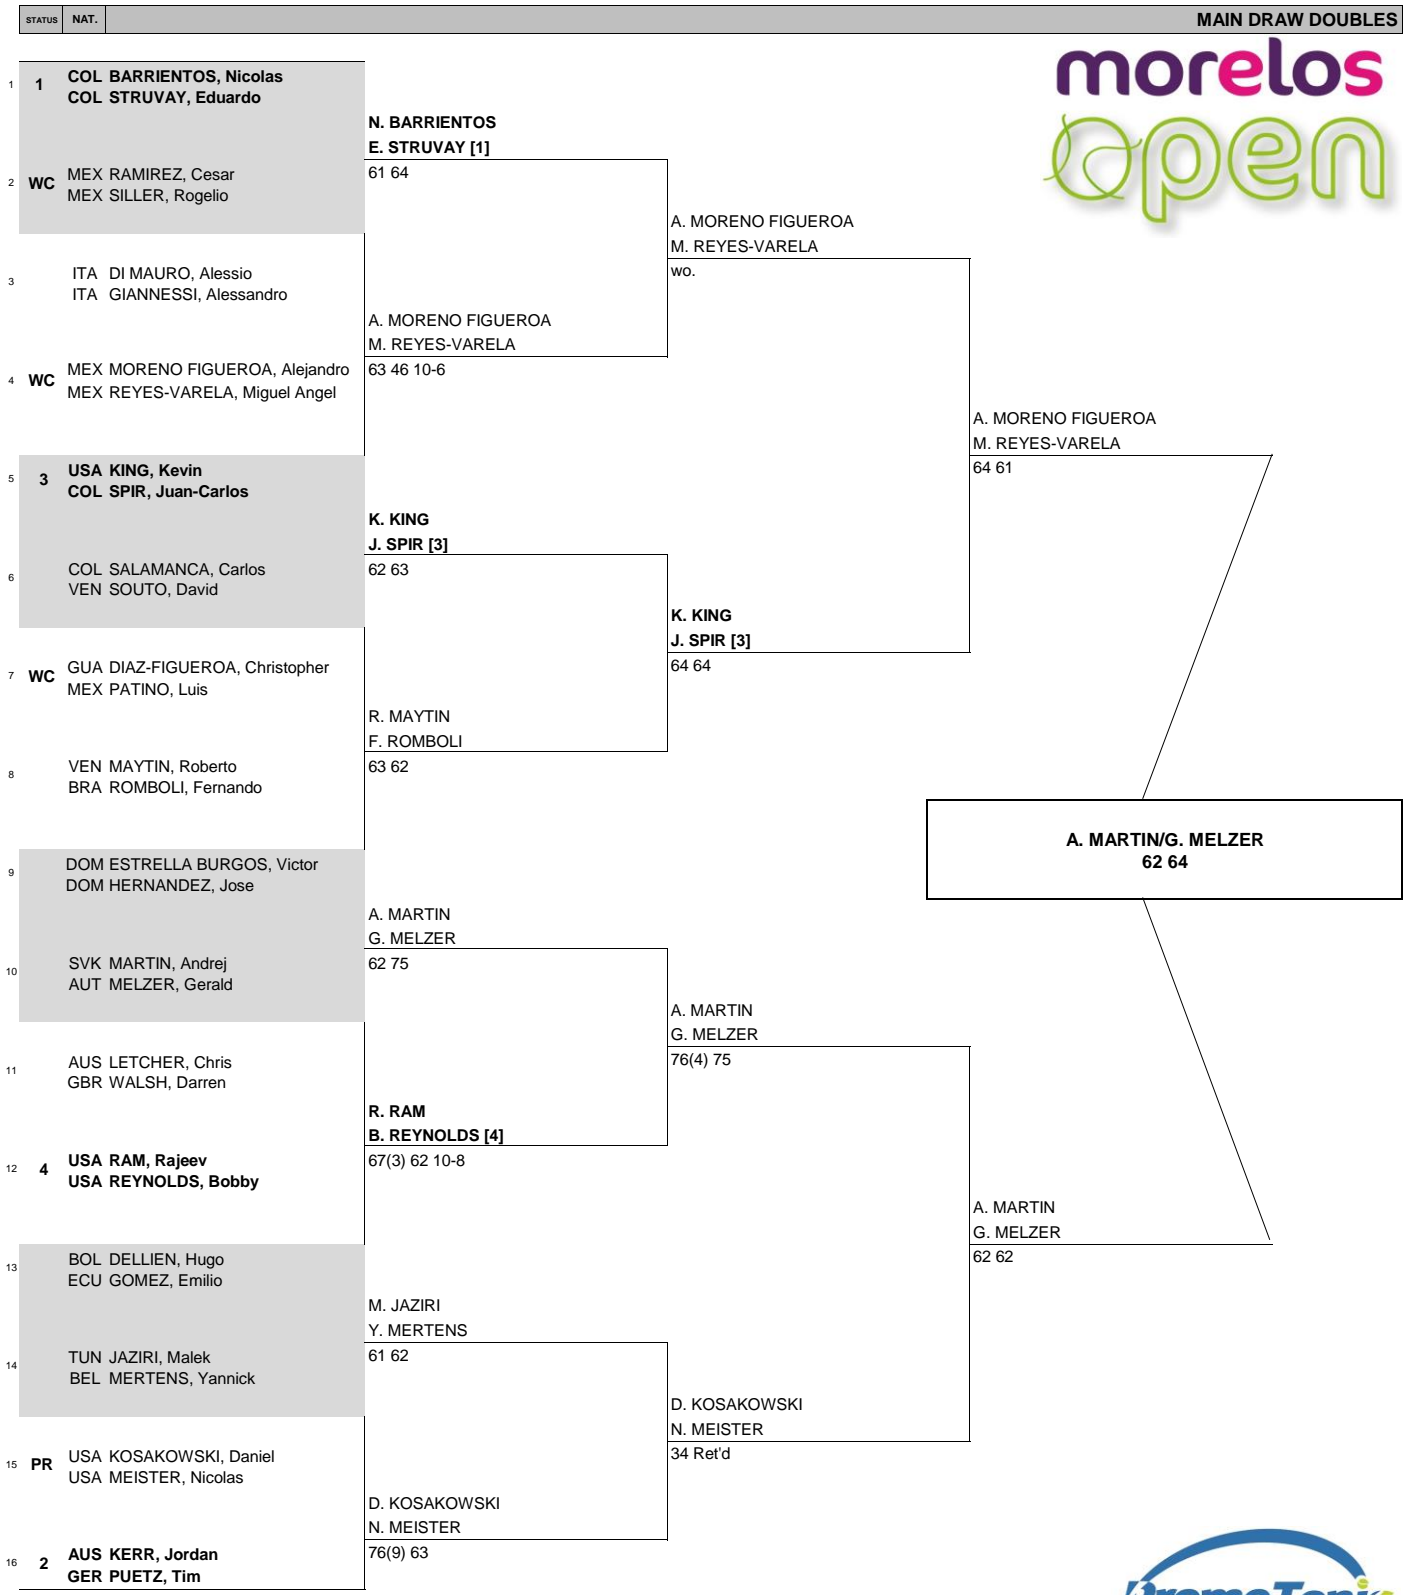 STATUS NAT. MAIN DRAW DOUBLES
morelos
open
1 1 COL BARRIENTOS, Nicolas
COL STRUVAY, Eduardo
N. BARRIENTOS
E. STRUVAY [1]
61 64
2 WC MEX RAMIREZ, Cesar
MEX SILLER, Rogelio
A. MORENO FIGUEROA
M. REYES-VARELA
wo.
3 ITA DI MAURO, Alessio
ITA GIANNESSI, Alessandro
A. MORENO FIGUEROA
M. REYES-VARELA
63 46 10-6
4 WC MEX MORENO FIGUEROA, Alejandro
MEX REYES-VARELA, Miguel Angel
A. MORENO FIGUEROA
M. REYES-VARELA
64 61
5 3 USA KING, Kevin
COL SPIR, Juan-Carlos
K. KING
J. SPIR [3]
62 63
6 COL SALAMANCA, Carlos
VEN SOUTO, David
K. KING
J. SPIR [3]
64 64
7 WC GUA DIAZ-FIGUEROA, Christopher
MEX PATINO, Luis
R. MAYTIN
F. ROMBOLI
63 62
8 VEN MAYTIN, Roberto
BRA ROMBOLI, Fernando
A. MARTIN/G. MELZER
62 64
9 DOM ESTRELLA BURGOS, Victor
DOM HERNANDEZ, Jose
A. MARTIN
G. MELZER
62 75
10 SVK MARTIN, Andrej
AUT MELZER, Gerald
A. MARTIN
G. MELZER
76(4) 75
11 AUS LETCHER, Chris
GBR WALSH, Darren
R. RAM
B. REYNOLDS [4]
67(3) 62 10-8
12 4 USA RAM, Rajeev
USA REYNOLDS, Bobby
A. MARTIN
G. MELZER
62 62
13 BOL DELLIEN, Hugo
ECU GOMEZ, Emilio
M. JAZIRI
Y. MERTENS
61 62
14 TUN JAZIRI, Malek
BEL MERTENS, Yannick
D. KOSAKOWSKI
N. MEISTER
34 Ret'd
15 PR USA KOSAKOWSKI, Daniel
USA MEISTER, Nicolas
D. KOSAKOWSKI
N. MEISTER
76(9) 63
16 2 AUS KERR, Jordan
GER PUETZ, Tim